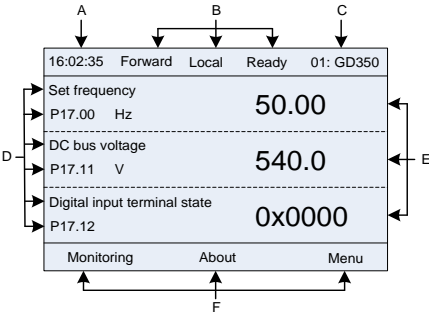 A B C
16:02:35 Forward Local Ready 01: GD350
Set frequency
P17.00 Hz 50.00
DC bus voltage
P17.11 V 540.0
Digital input terminal state
P17.12 0x0000
D E
Monitoring About Menu
F